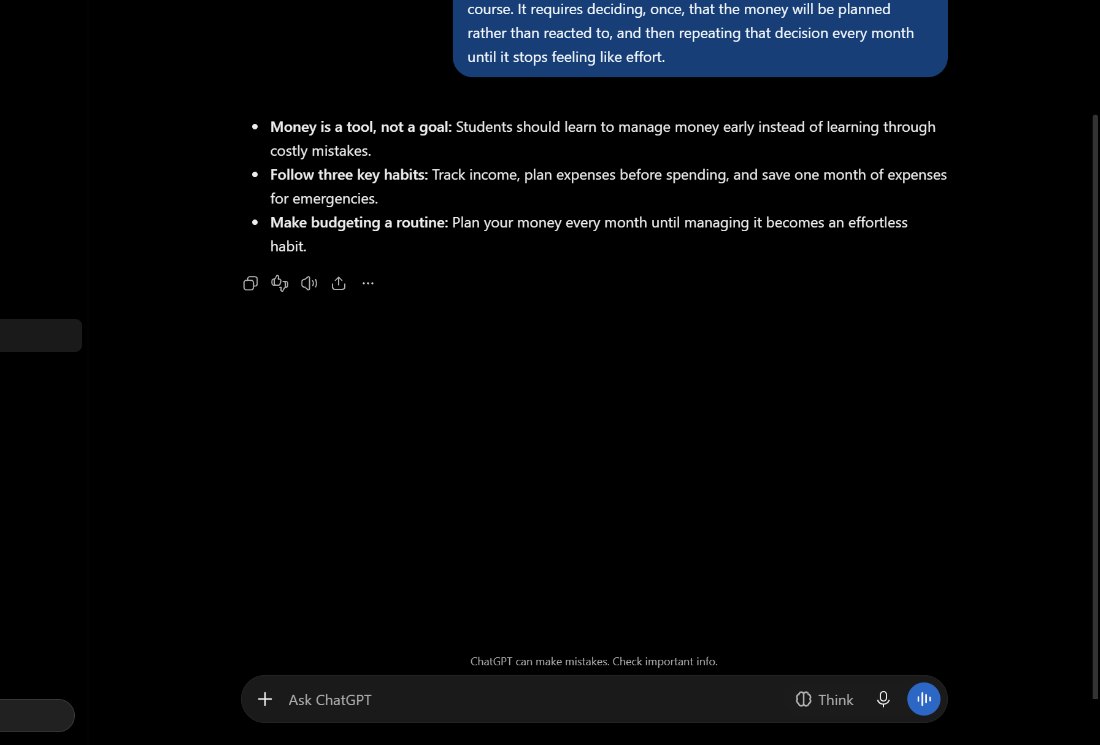 course. It requires deciding, once, that the money will be planned
rather than reacted to, and then repeating that decision every month
until it stops feeling like effort.
Money is a tool, not a goal: Students should learn to manage money early instead of learning through
costly mistakes.
Follow three key habits: Track income, plan expenses before spending, and save one month of expenses
for emergencies.
Make budgeting a routine: Plan your money every month until managing it becomes an effortless
habit.
ChatGPT can make mistakes. Check important info.
Ask ChatGPT
Think